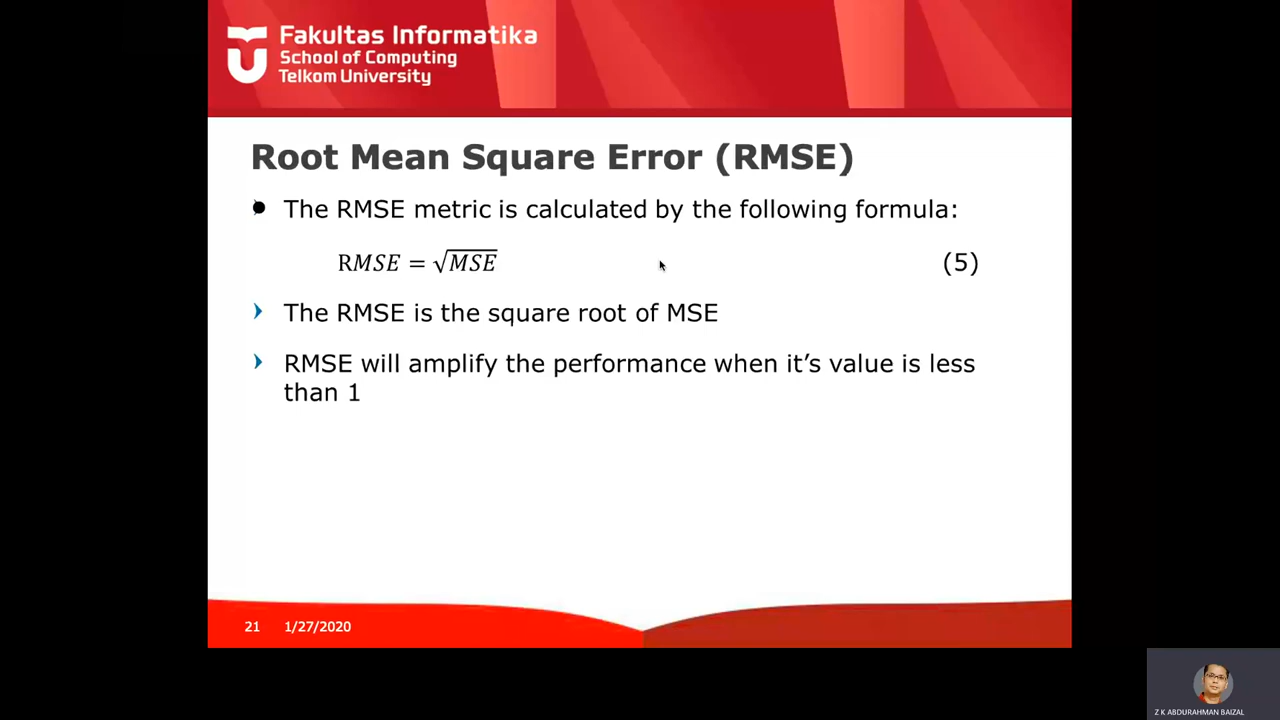 Fakultas Informatika
School of Computing
Telkom University
Root Mean Square Error (RMSE)
The RMSE metric is calculated by the following formula:
RMSE = √MSE (5)
The RMSE is the square root of MSE
RMSE will amplify the performance when it's value is less
than 1
21 1/27/2020
Z K ABDURAHMAN BAIZAL